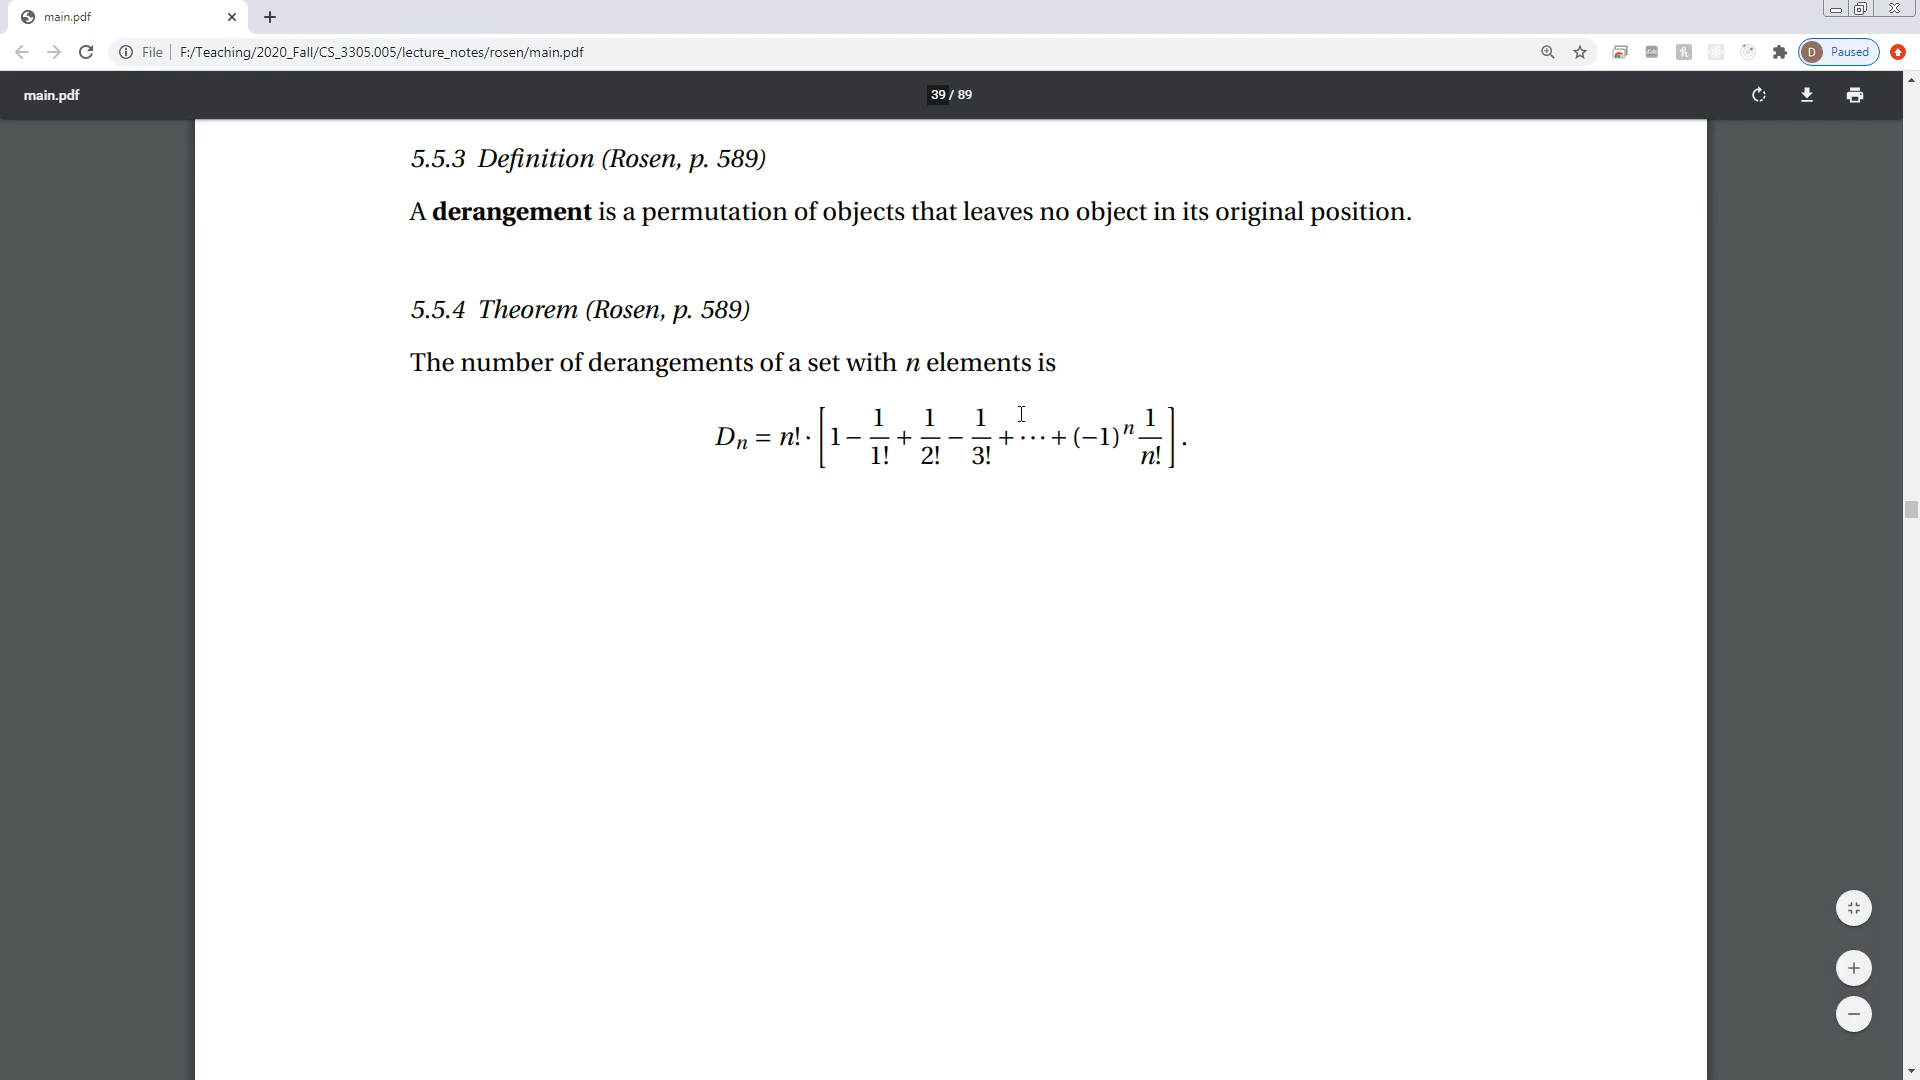 main.pdf
File F:/Teaching/2020_Fall/CS_3305.005/lecture_notes/rosen/main.pdf
D Paused
main.pdf
39 / 89
5.5.3 Definition (Rosen, p. 589)
A derangement is a permutation of objects that leaves no object in its original position.
5.5.4 Theorem (Rosen, p. 589)
The number of derangements of a set with n elements is
Dₙ = n! · [1 − 1/1! + 1/2! − 1/3! + ··· + (−1)ⁿ 1/n!].